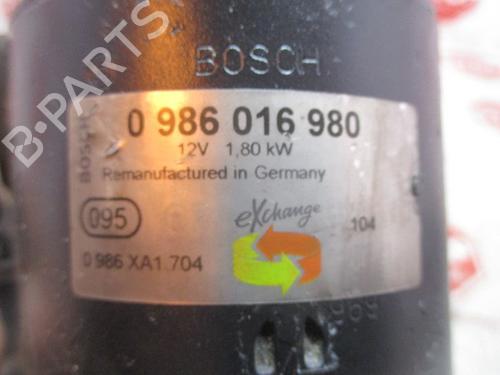 BOSCH
BOSCH
0 986 016 980
12V 1,80 kW
Remanufactured in Germany
095
eXchange
104
0 986 XA1 704
B-PARTS